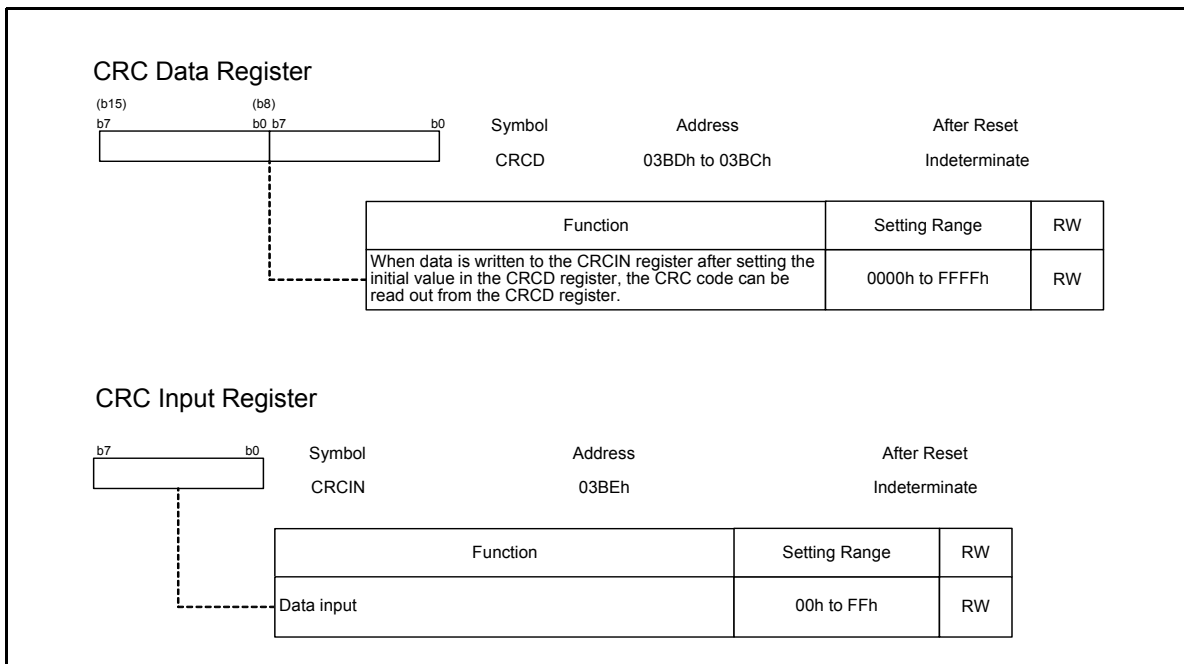 CRC Data Register
(b15) (b8)
b7 b0 b7 b0 Symbol Address After Reset
CRCD 03BDh to 03BCh Indeterminate
Function Setting Range RW
When data is written to the CRCIN register after setting the
initial value in the CRCD register, the CRC code can be
read out from the CRCD register.
0000h to FFFFh RW
CRC Input Register
b7 b0 Symbol Address After Reset
CRCIN 03BEh Indeterminate
Function Setting Range RW
Data input 00h to FFh RW